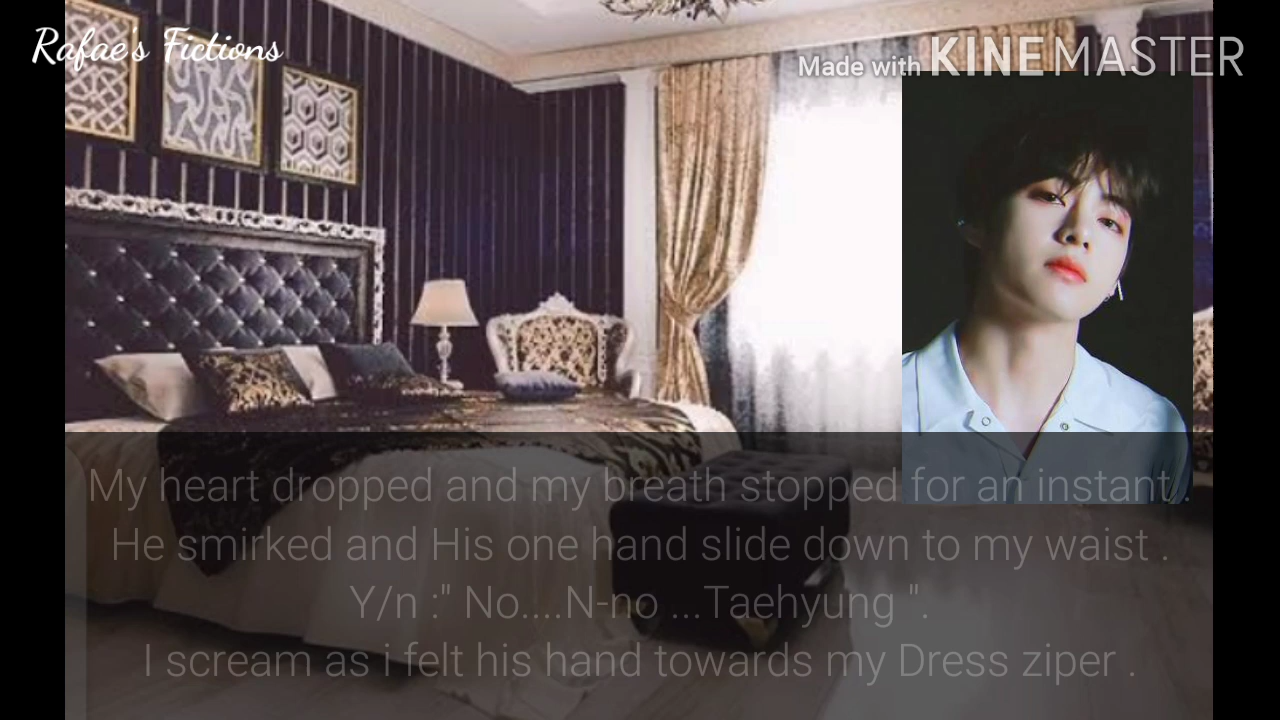 Rafae's Fictions
Made with KINEMASTER
My heart dropped and my breath stopped for an instant .
He smirked and His one hand slide down to my waist .
Y/n :" No....N-no ...Taehyung ".
I scream as i felt his hand towards my Dress ziper .